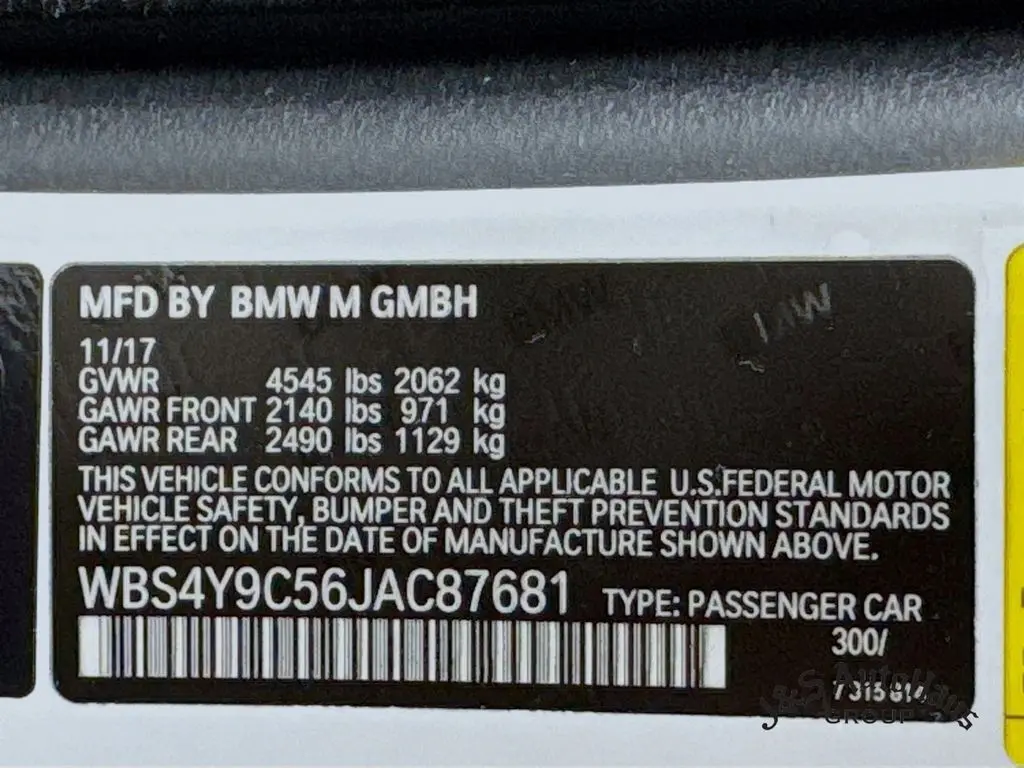 MFD BY BMW M GMBH
11/17
GVWR 4545 lbs 2062 kg
GAWR FRONT 2140 lbs 971 kg
GAWR REAR 2490 lbs 1129 kg
THIS VEHICLE CONFORMS TO ALL APPLICABLE U.S.FEDERAL MOTOR
VEHICLE SAFETY, BUMPER AND THEFT PREVENTION STANDARDS
IN EFFECT ON THE DATE OF MANUFACTURE SHOWN ABOVE.
WBS4Y9C56JAC87681 TYPE: PASSENGER CAR
300/
J&S AutoHaus
GROUP